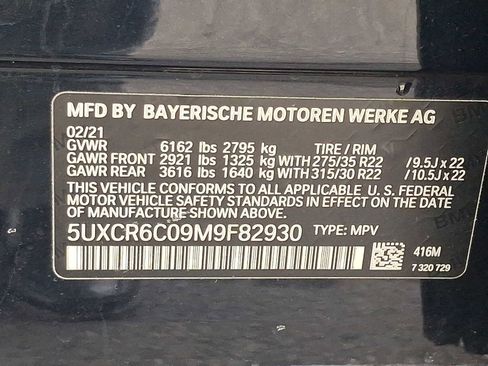 MFD BY BAYERISCHE MOTOREN WERKE AG
02/21
GVWR 6162 lbs 2795 kg TIRE / RIM
GAWR FRONT 2921 lbs 1325 kg WITH 275/35 R22 /9.5J x 22
GAWR REAR 3616 lbs 1640 kg WITH 315/30 R22 /10.5J x 22
THIS VEHICLE CONFORMS TO ALL APPLICABLE U. S. FEDERAL
MOTOR VEHICLE SAFETY STANDARDS IN EFFECT ON THE
DATE OF MANUFACTURE SHOWN ABOVE.
5UXCR6C09M9F82930 TYPE: MPV
416M
7 320 729